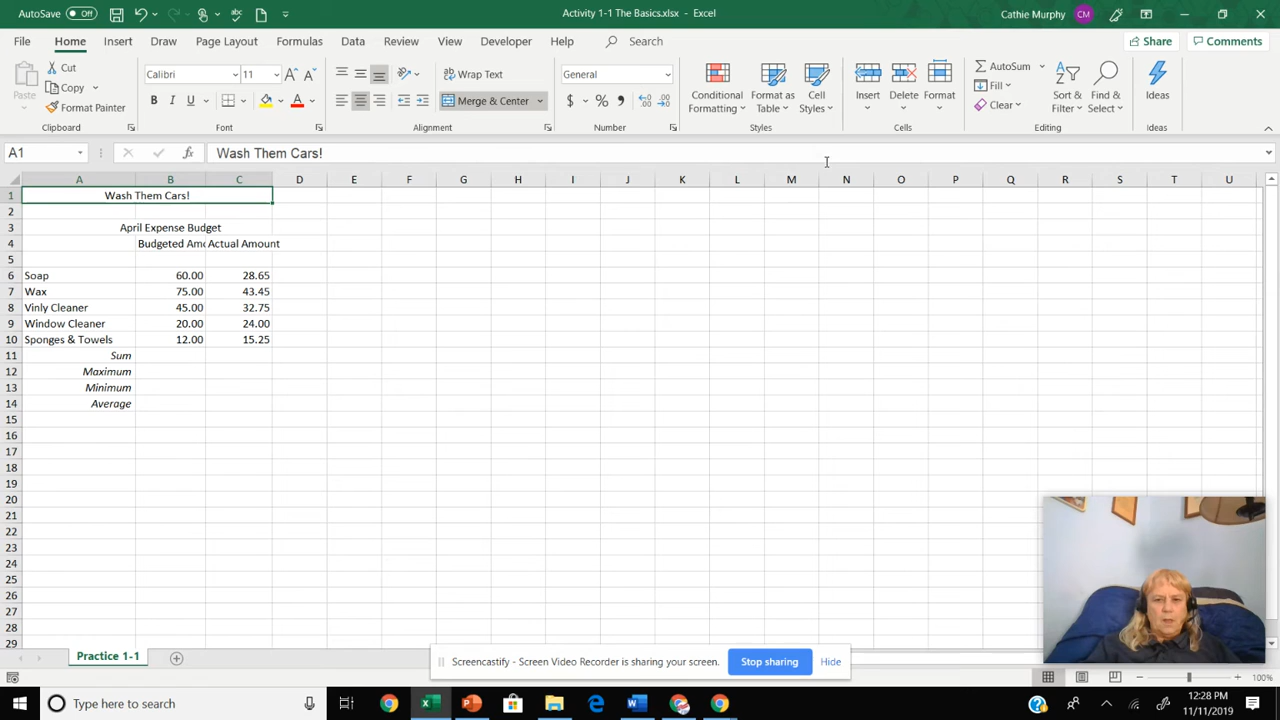 AutoSave Off Activity 1-1 The Basics.xlsx - Excel Cathie Murphy CM
File Home Insert Draw Page Layout Formulas Data Review View Developer Help Search Share Comments
Paste Cut Copy Format Painter
Calibri 11
B I U A
Wrap Text
Merge & Center
General
$ %
Conditional Formatting
Format as Table
Cell Styles
Insert Delete Format
AutoSum Fill Clear
Sort & Filter
Find & Select
Ideas
Clipboard Font Alignment Number Styles Cells Editing Ideas
A1 fx Wash Them Cars!
A B C D E F G H I J K L M N O P Q R S T U
1 Wash Them Cars!
2
3 April Expense Budget
4 Budgeted Amo Actual Amount
5
6 Soap 60.00 28.65
7 Wax 75.00 43.45
8 Vinly Cleaner 45.00 32.75
9 Window Cleaner 20.00 24.00
10 Sponges & Towels 12.00 15.25
11 Sum
12 Maximum
13 Minimum
14 Average
15
16
17
18
19
20
21
22
23
24
25
26
27
28
29
Practice 1-1
Screencastify - Screen Video Recorder is sharing your screen. Stop sharing Hide
100%
Type here to search
12:28 PM
11/11/2019